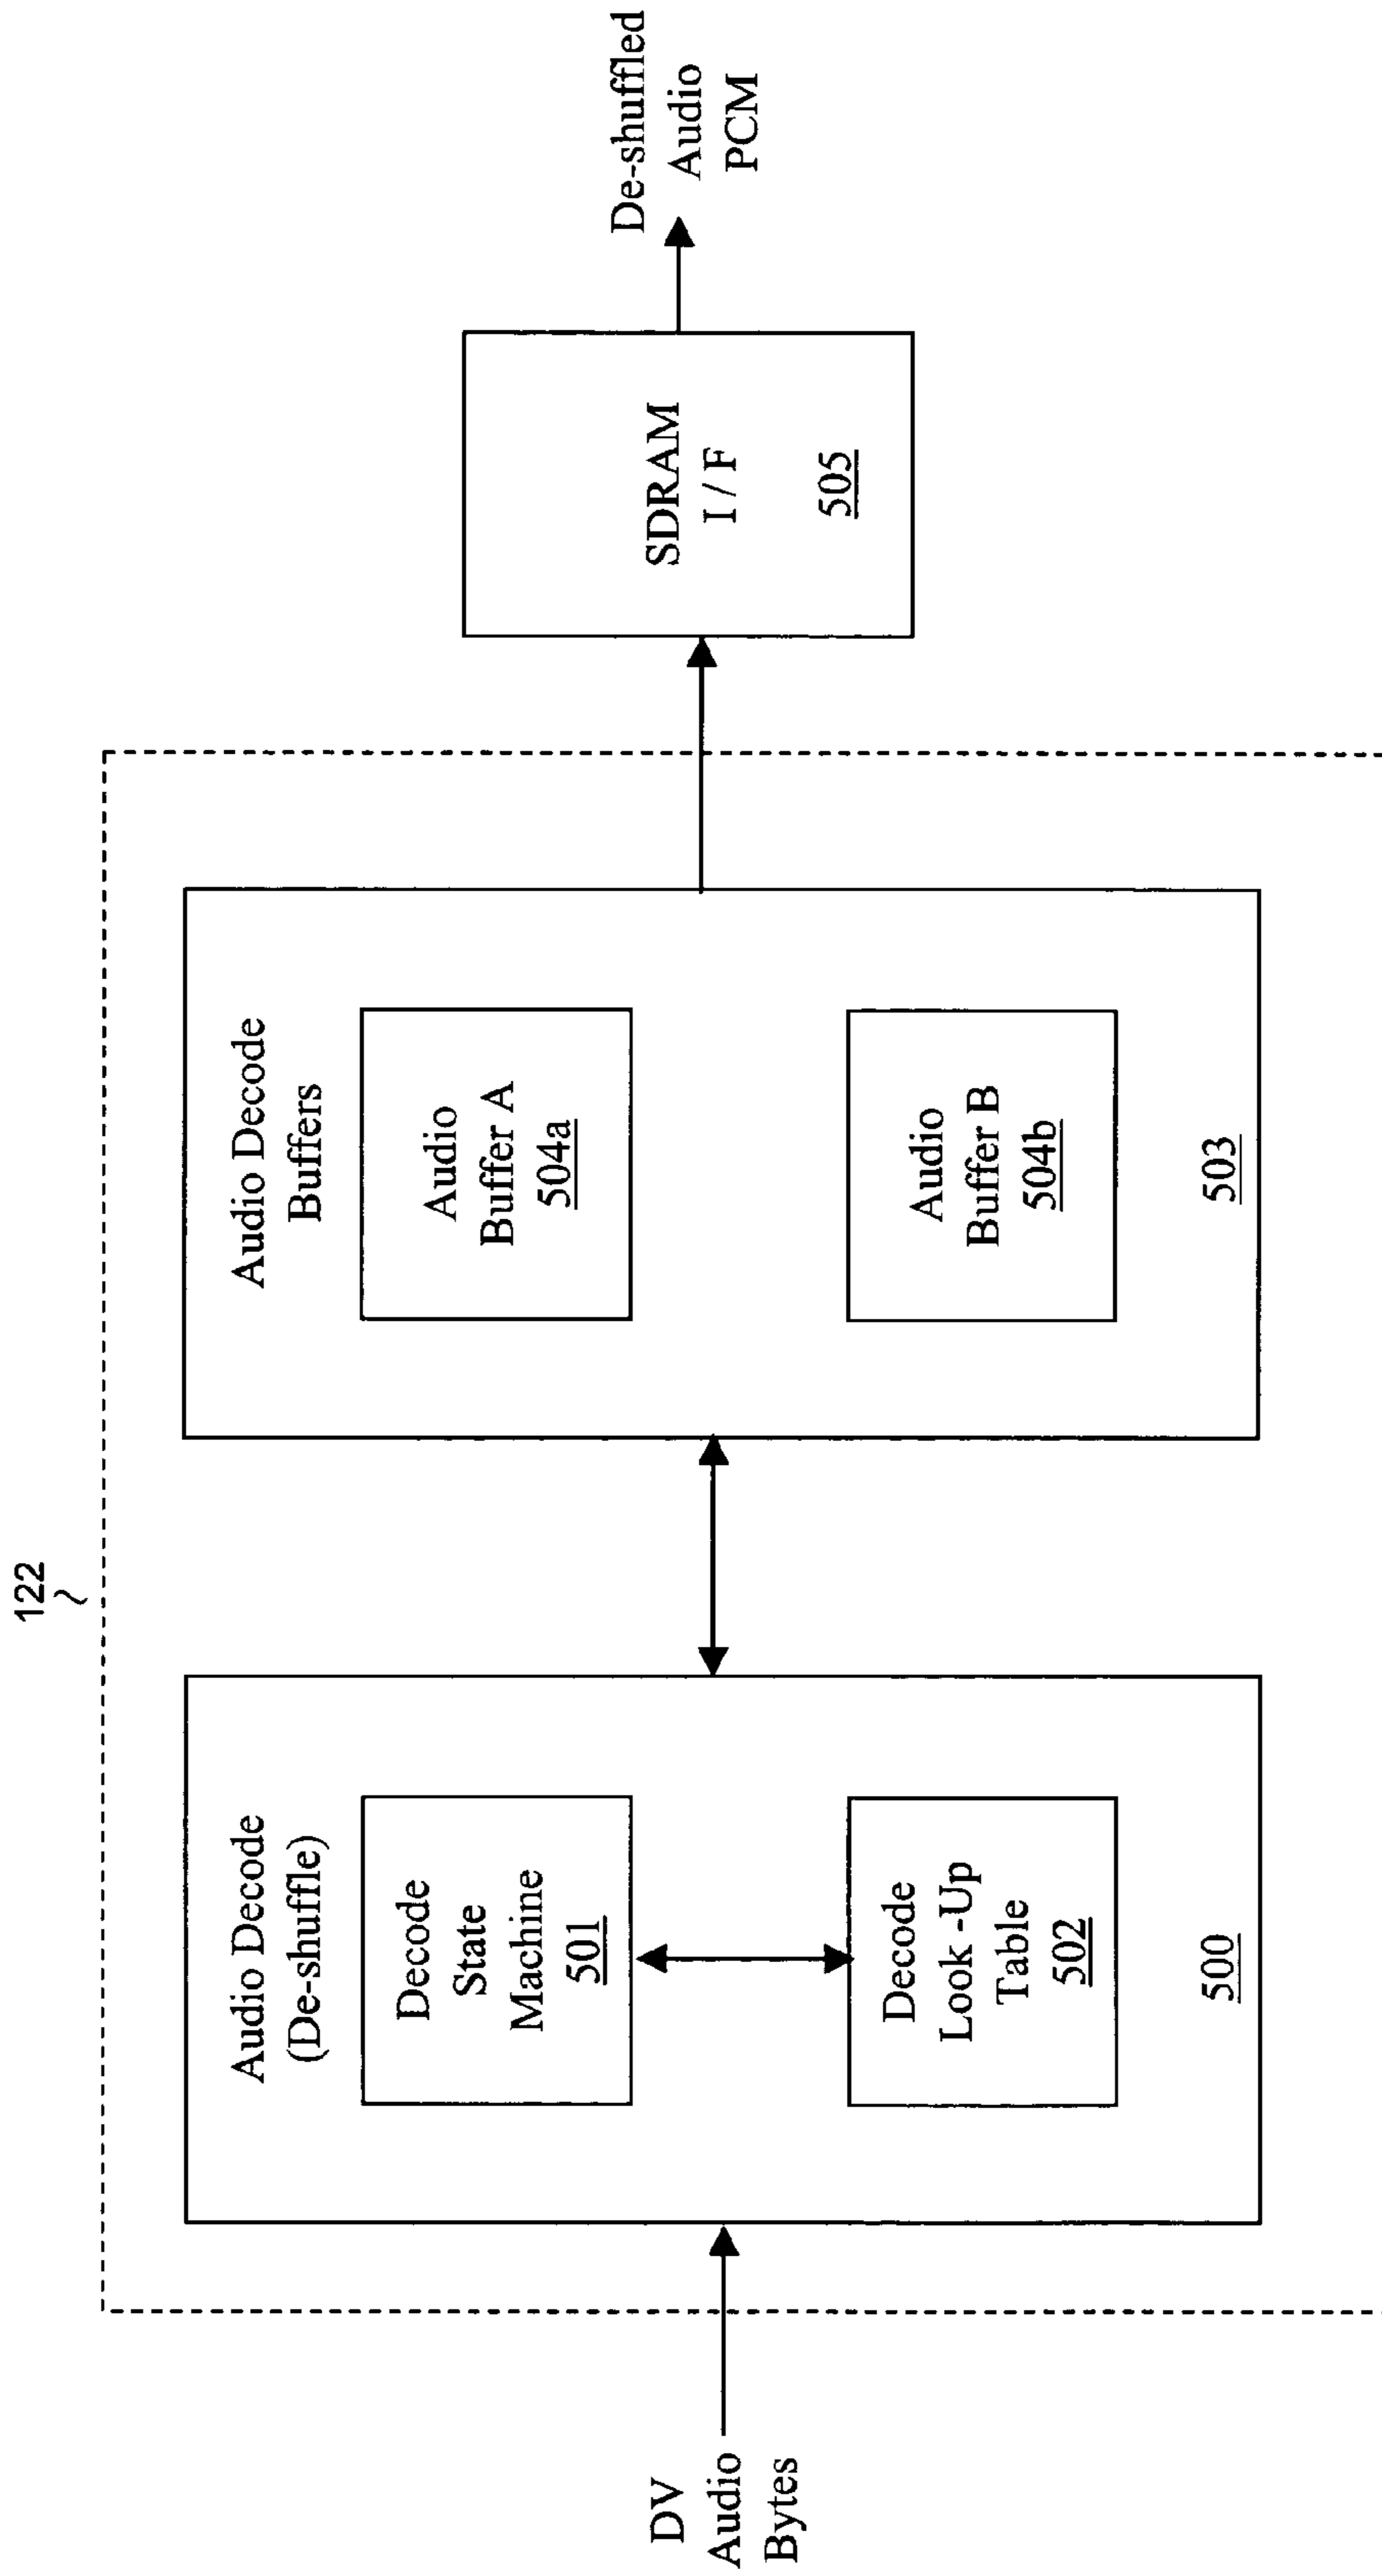 122
DV
Audio
Bytes
Audio Decode
(De-shuffle)
Decode
State
Machine
501
Decode
Look -Up
Table
502
500
Audio Decode
Buffers
Audio
Buffer A
504a
Audio
Buffer B
504b
503
SDRAM
I / F
505
De-shuffled
Audio
PCM